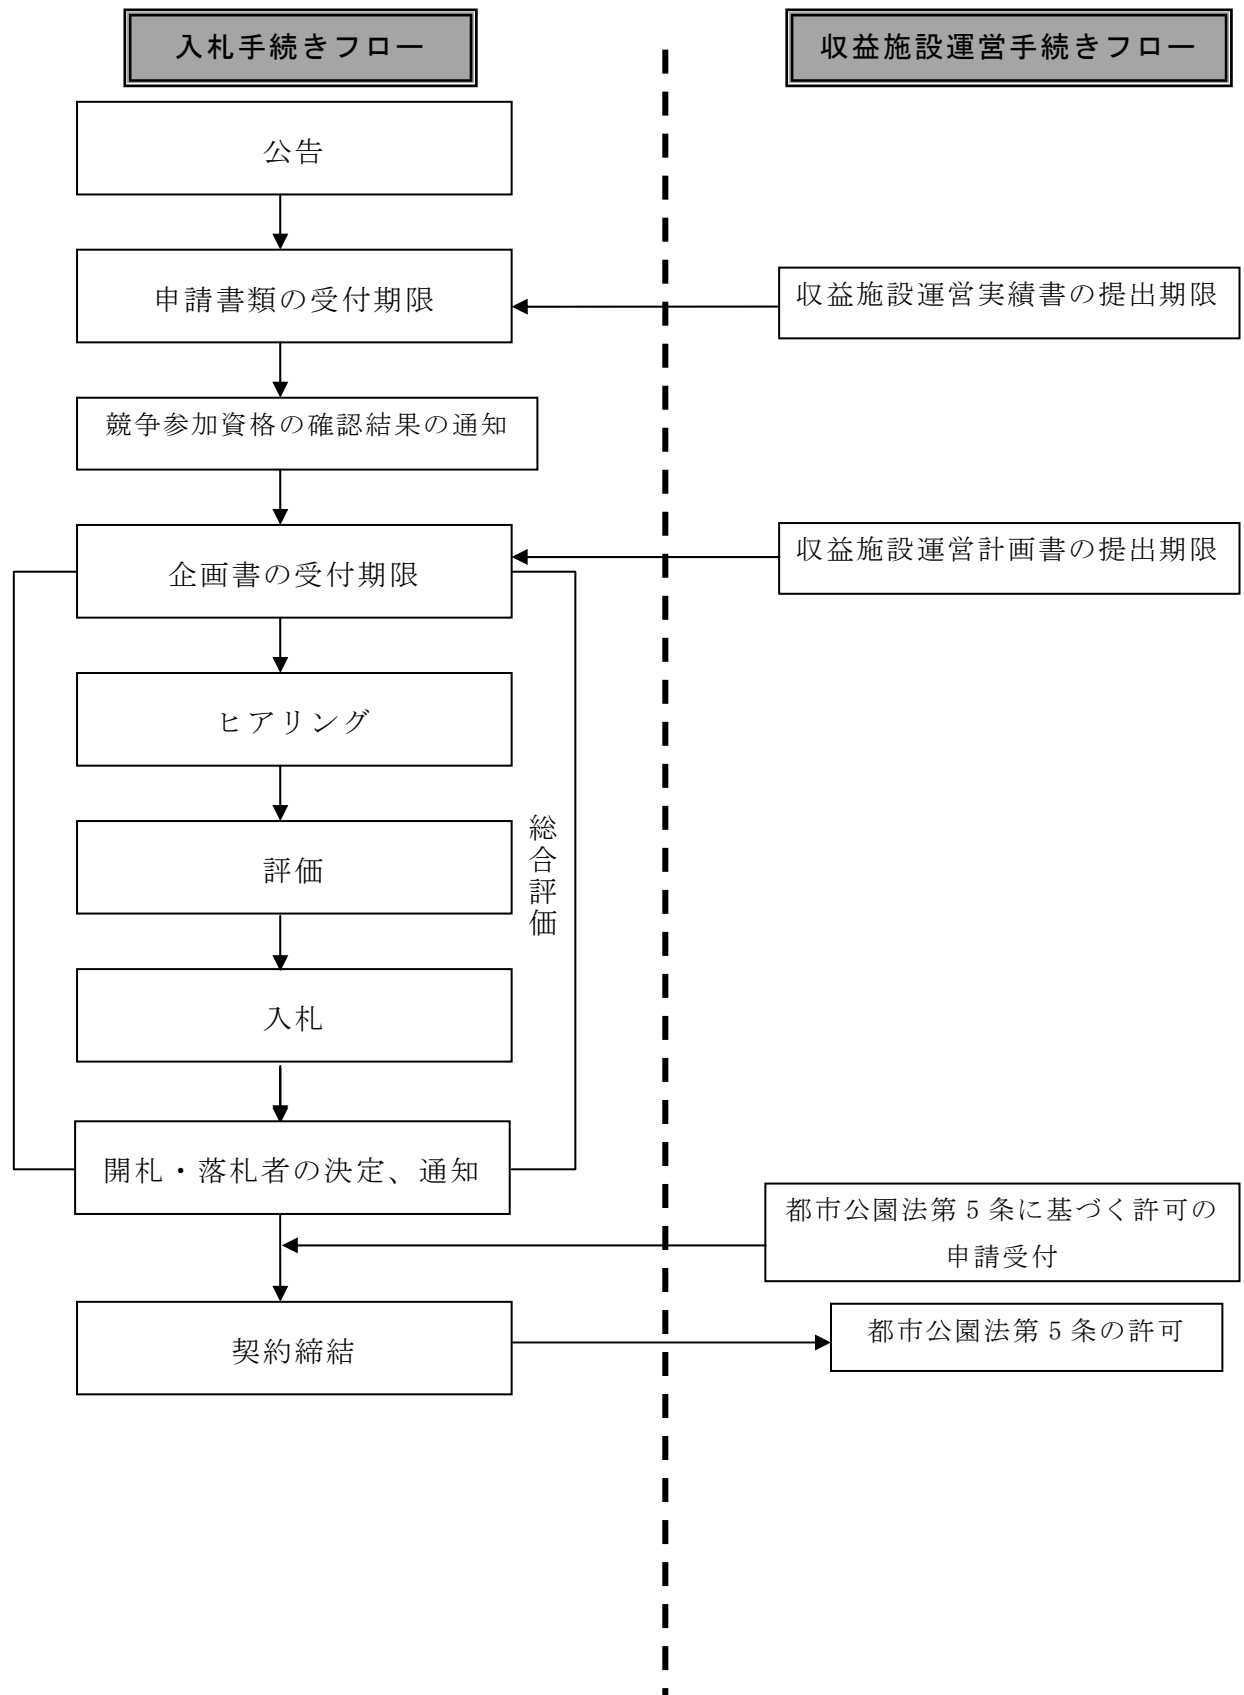 入札手続きフロー
収益施設運営手続きフロー
公告
申請書類の受付期限
収益施設運営実績書の提出期限
競争参加資格の確認結果の通知
企画書の受付期限
収益施設運営計画書の提出期限
ヒアリング
評価
総合評価
入札
開札・落札者の決定、通知
都市公園法第5条に基づく許可の
申請受付
契約締結
都市公園法第5条の許可